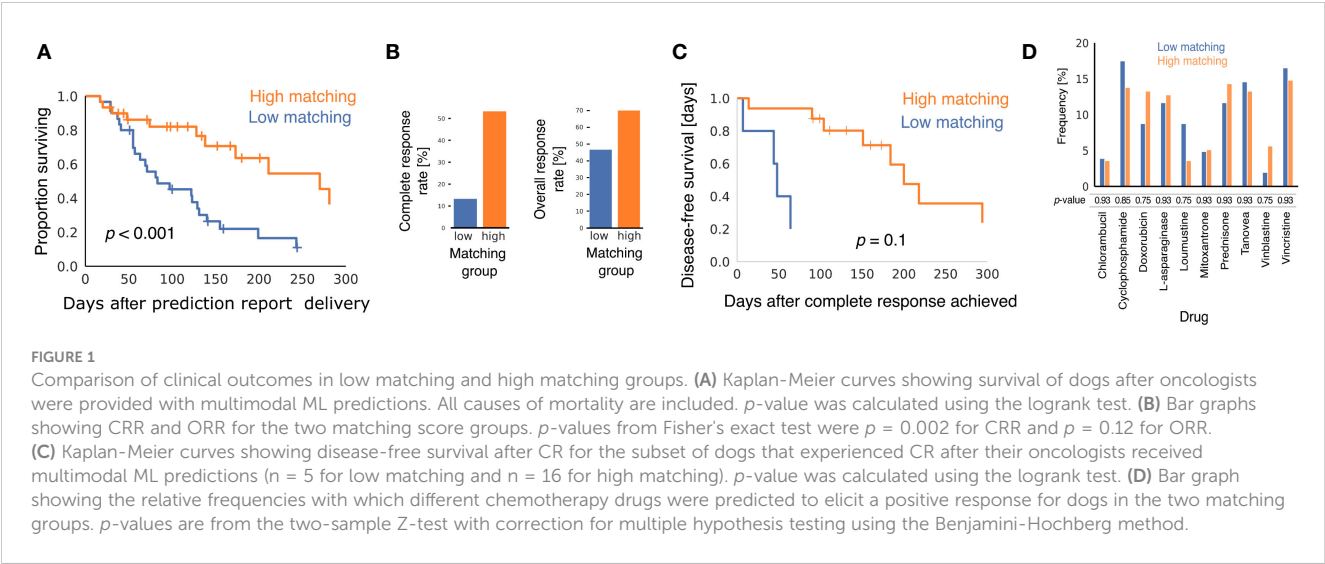 A
1.0
0.8
0.6
0.4
0.2
0.0
Proportion surviving
High matching
Low matching
p < 0.001
0
50
100
150
200
250
300
Days after prediction report delivery
B
Complete response
rate [%]
50
40
30
20
10
0
low high
Matching
group
Overall response
rate [%]
70
60
50
40
30
20
10
0
low high
Matching
group
C
Disease-free survival [days]
1.0
0.8
0.6
0.4
0.2
0.0
High matching
Low matching
p = 0.1
0
50
100
150
200
250
300
Days after complete response achieved
D
Frequency [%]
20
15
10
5
0
Low matching
High matching
p-value 0.93 0.85 0.75 0.93 0.75 0.93 0.93 0.93 0.75 0.93
Chlorambucil
Cyclophosphamide
Doxorubicin
L-asparaginase
Lomustine
Mitoxantrone
Prednisone
Tanovea
Vinblastine
Vincristine
Drug
FIGURE 1
Comparison of clinical outcomes in low matching and high matching groups. (A) Kaplan-Meier curves showing survival of dogs after oncologists
were provided with multimodal ML predictions. All causes of mortality are included. p-value was calculated using the logrank test. (B) Bar graphs
showing CRR and ORR for the two matching score groups. p-values from Fisher's exact test were p = 0.002 for CRR and p = 0.12 for ORR.
(C) Kaplan-Meier curves showing disease-free survival after CR for the subset of dogs that experienced CR after their oncologists received
multimodal ML predictions (n = 5 for low matching and n = 16 for high matching). p-value was calculated using the logrank test. (D) Bar graph
showing the relative frequencies with which different chemotherapy drugs were predicted to elicit a positive response for dogs in the two matching
groups. p-values are from the two-sample Z-test with correction for multiple hypothesis testing using the Benjamini-Hochberg method.